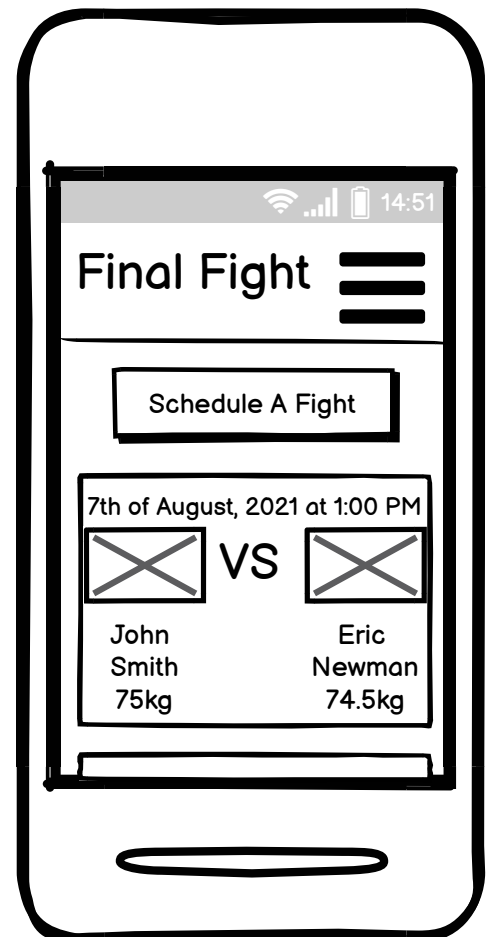 14:51
Final Fight
Schedule A Fight
7th of August, 2021 at 1:00 PM
VS
John
Smith
75kg
Eric
Newman
74.5kg